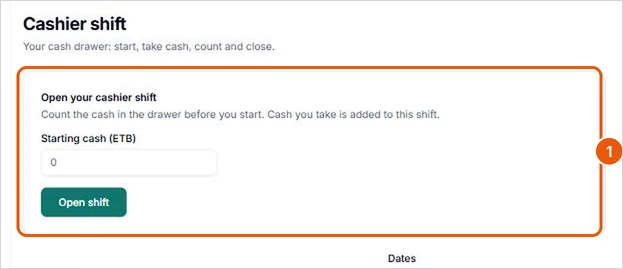 Cashier shift
Your cash drawer: start, take cash, count and close.
Open your cashier shift
Count the cash in the drawer before you start. Cash you take is added to this shift.
Starting cash (ETB)
0
Open shift
1
Dates